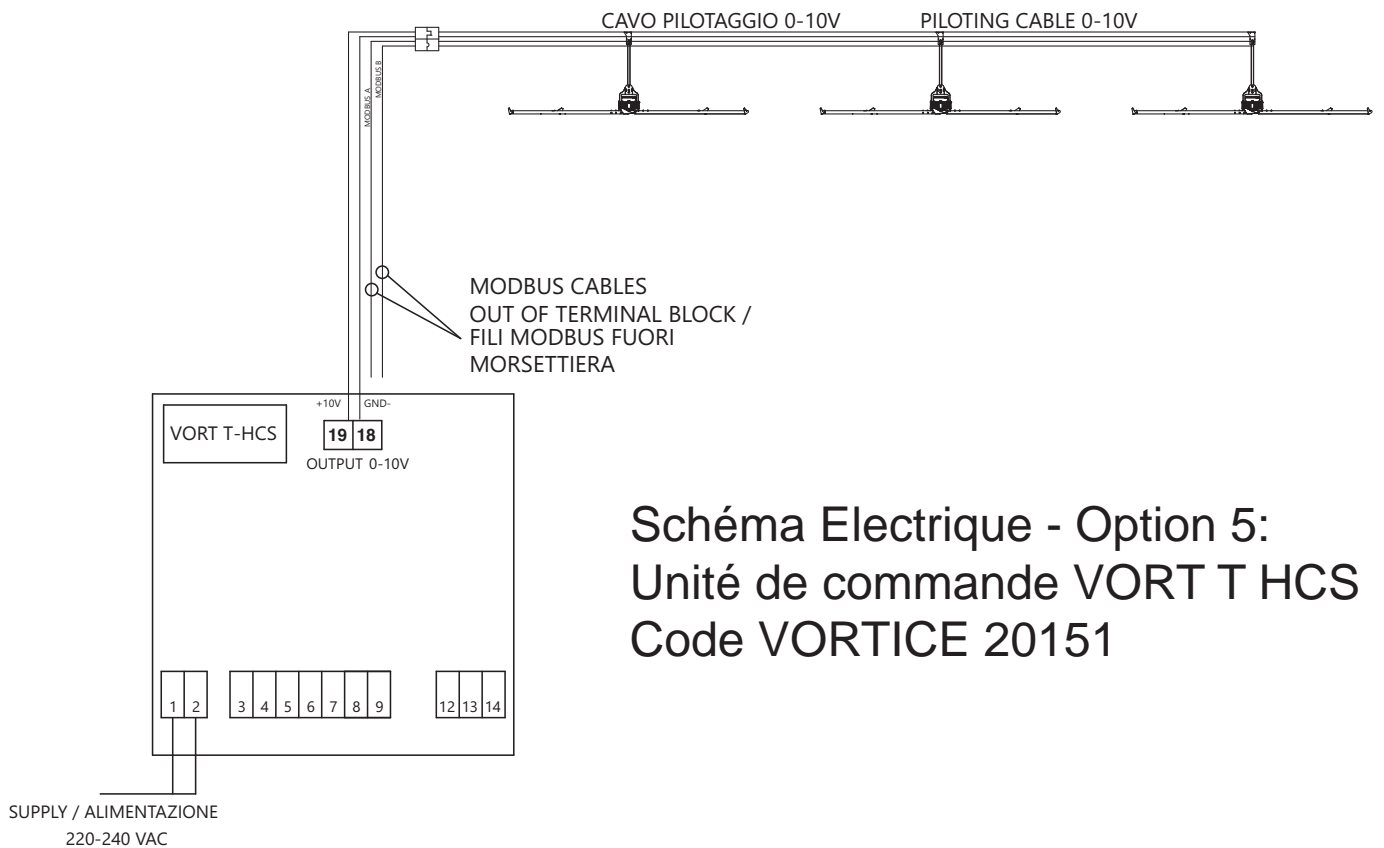 CAVO PILOTAGGIO 0-10V
PILOTING CABLE 0-10V
MODBUS_A
MODBUS B
MODBUS CABLES
OUT OF TERMINAL BLOCK /
FILI MODBUS FUORI
MORSETTIERA
+10V
GND-
VORT T-HCS
19 18
OUTPUT 0-10V
Schéma Electrique - Option 5:
Unité de commande VORT T HCS
Code VORTICE 20151
1 2 3 4 5 6 7 8 9 12 13 14
SUPPLY / ALIMENTAZIONE
220-240 VAC